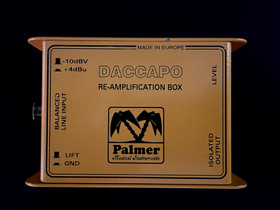 MADE IN EUROPE
-10dBV
+4dBu
DACCAPO
RE-AMPLIFICATION BOX
LEVEL
BALANCED
LINE INPUT
ISOLATED
OUTPUT
Palmer
Musical Instruments
LIFT
GND